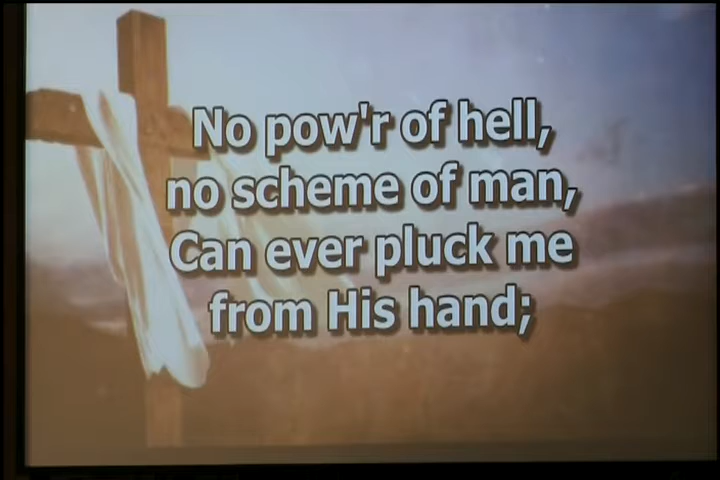 No pow'r of hell,
no scheme of man,
Can ever pluck me
from His hand;